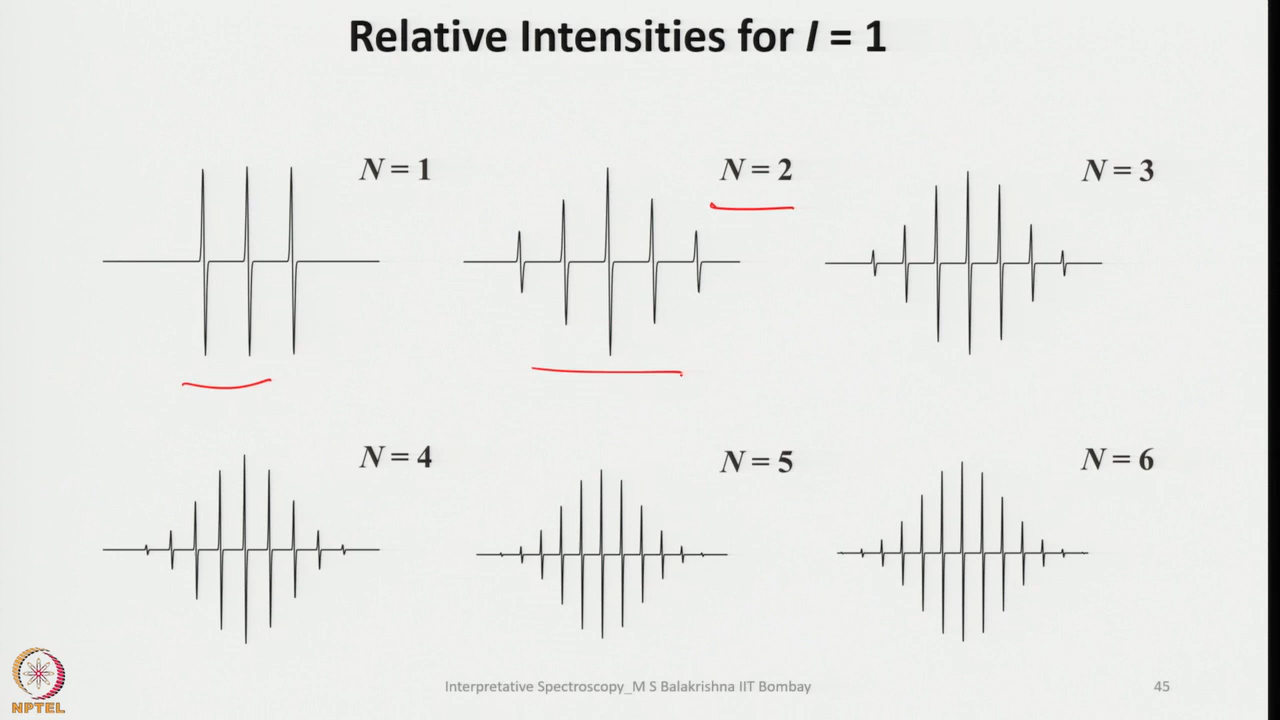 Relative Intensities for I = 1
N = 1
N = 2
N = 3
N = 4
N = 5
N = 6
Interpretative Spectroscopy_M S Balakrishna IIT Bombay
45
NPTEL